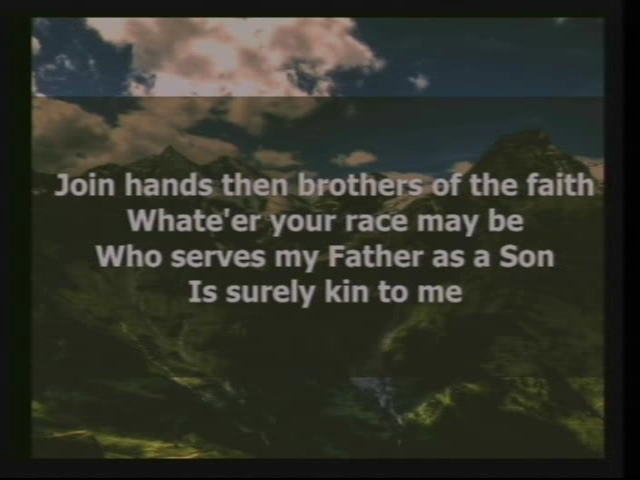 Join hands then brothers of the faith
Whate'er your race may be
Who serves my Father as a Son
Is surely kin to me